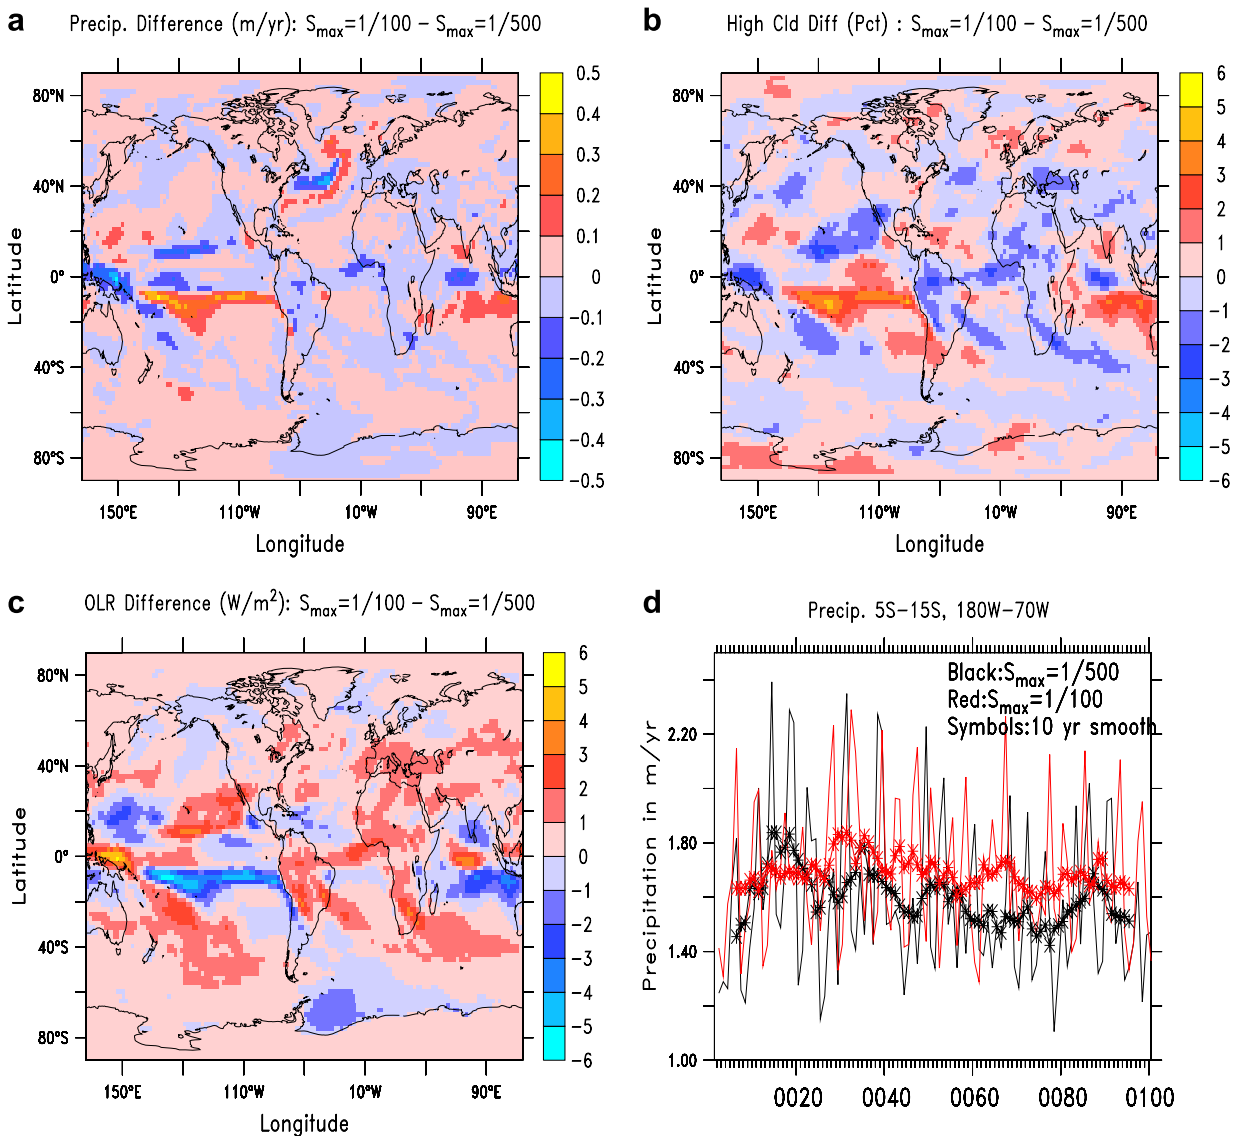 a
Precip. Difference (m/yr): Smax=1/100 − Smax=1/500
80°N
40°N
0°
40°S
80°S
Latitude
150°E
110°W
10°W
90°E
Longitude
0.5
0.4
0.3
0.2
0.1
0
−0.1
−0.2
−0.3
−0.4
−0.5
b
High Cld Diff (Pct) : Smax=1/100 − Smax=1/500
80°N
40°N
0°
40°S
80°S
Latitude
150°E
110°W
10°W
90°E
Longitude
6
5
4
3
2
1
0
−1
−2
−3
−4
−5
−6
c
OLR Difference (W/m²): Smax=1/100 − Smax=1/500
80°N
40°N
0°
40°S
80°S
Latitude
150°E
110°W
10°W
90°E
Longitude
6
5
4
3
2
1
0
−1
−2
−3
−4
−5
−6
d
Precip. 5S−15S, 180W−70W
Black:Smax=1/500
Red:Smax=1/100
Symbols:10 yr smooth
Precipitation in m/yr
2.20
1.80
1.40
1.00
0020
0040
0060
0080
0100